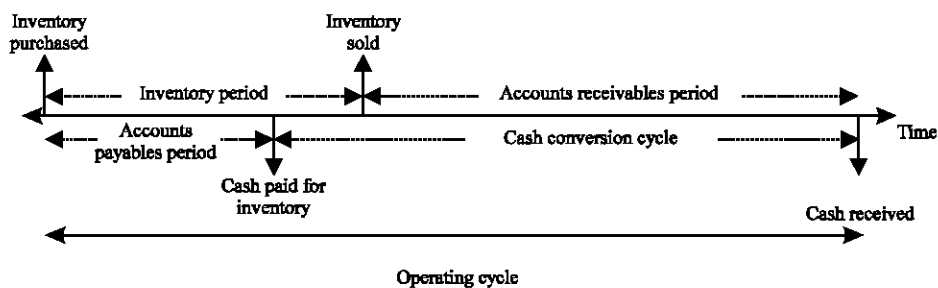 Inventory
purchased
Inventory
sold
Inventory period
Accounts receivables period
Time
Accounts
payables period
Cash conversion cycle
Cash paid for
inventory
Cash received
Operating cycle